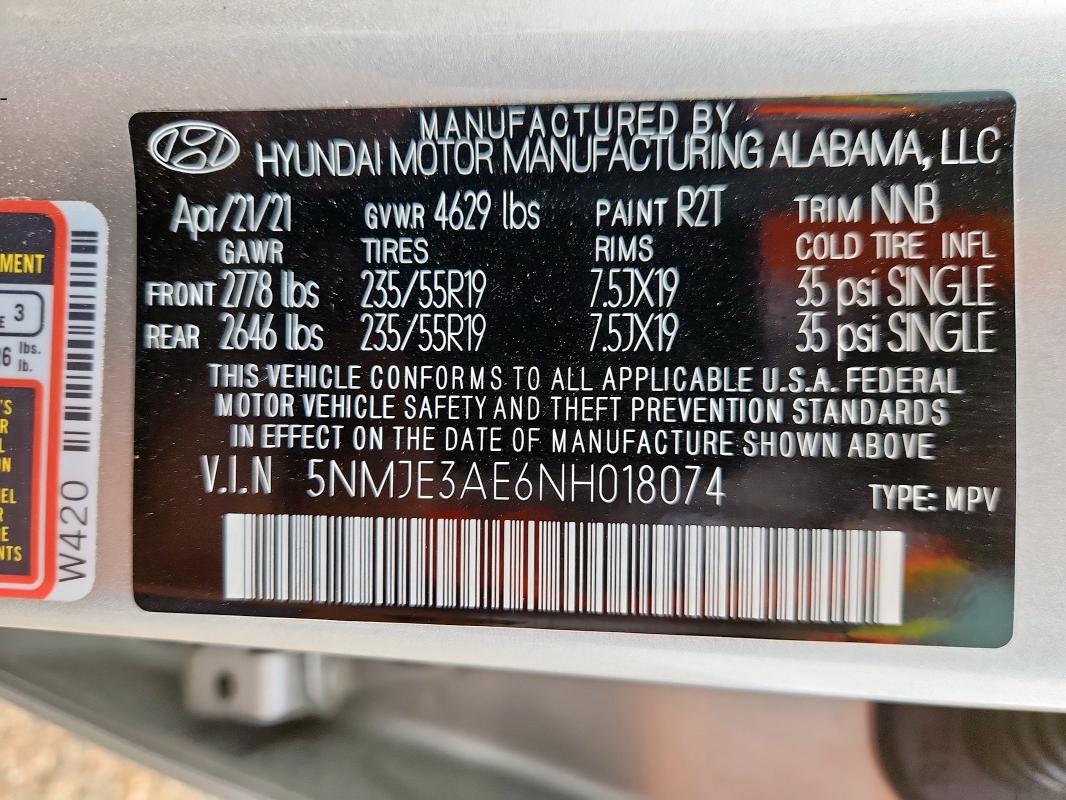 MANUFACTURED BY
HYUNDAI MOTOR MANUFACTURING ALABAMA, LLC
Apr/21/21 GVWR 4629 lbs PAINT R2T TRIM NNB
GAWR TIRES RIMS COLD TIRE INFL
FRONT 2778 lbs 235/55R19 7.5JX19 35 psi SINGLE
REAR 2646 lbs 235/55R19 7.5JX19 35 psi SINGLE
THIS VEHICLE CONFORMS TO ALL APPLICABLE U.S.A. FEDERAL
MOTOR VEHICLE SAFETY AND THEFT PREVENTION STANDARDS
IN EFFECT ON THE DATE OF MANUFACTURE SHOWN ABOVE
V.I.N 5NMJE3AE6NH018074 TYPE: MPV
3
lbs.
lb.
W420